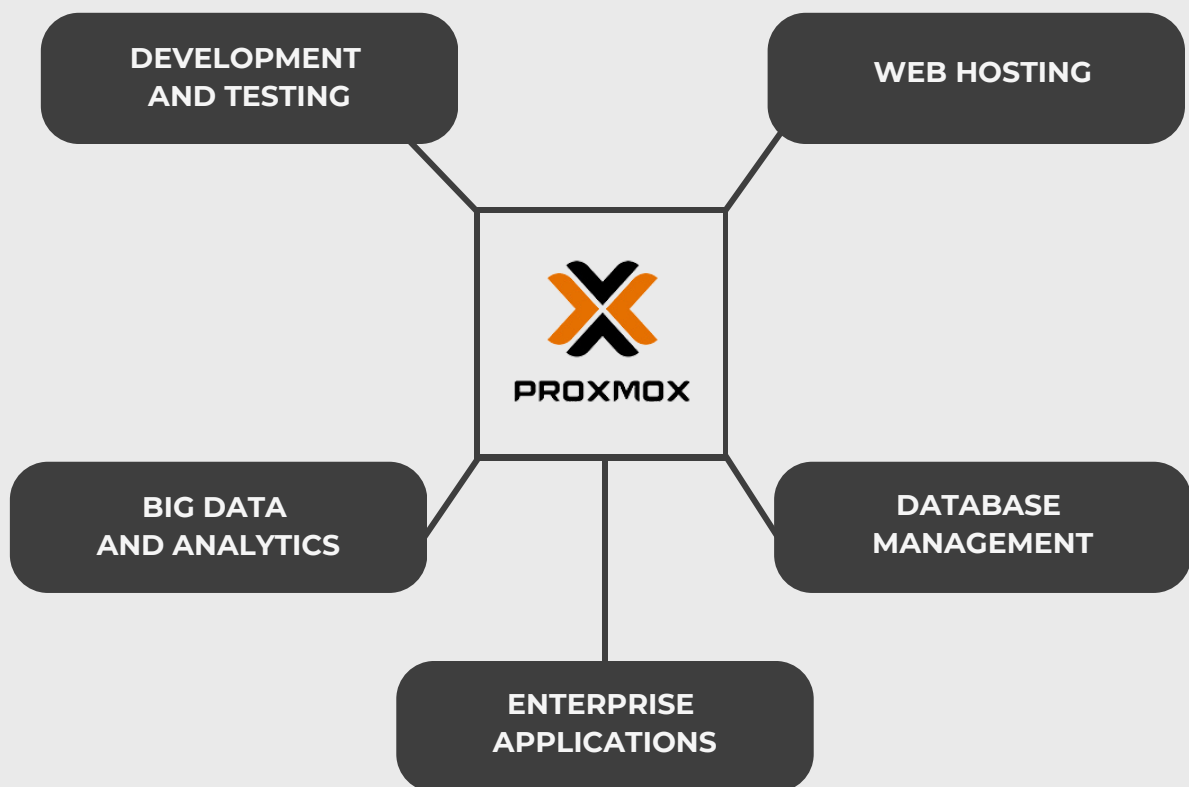 DEVELOPMENT
AND TESTING
WEB HOSTING
PROXMOX
BIG DATA
AND ANALYTICS
DATABASE
MANAGEMENT
ENTERPRISE
APPLICATIONS